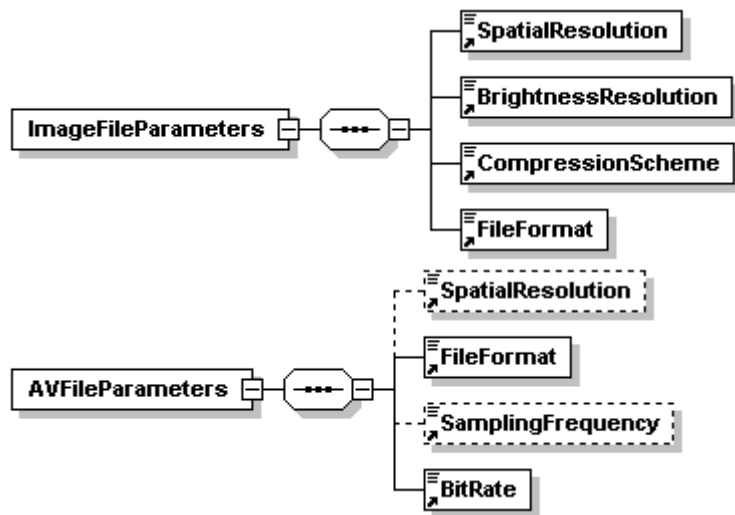 SpatialResolution
BrightnessResolution
ImageFileParameters
CompressionScheme
FileFormat
SpatialResolution
FileFormat
AVFileParameters
SamplingFrequency
BitRate